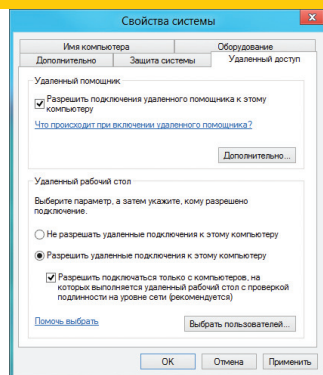 Свойства системы
Имя компьютера
Оборудование
Дополнительно
Защита системы
Удаленный доступ
Удаленный помощник
Разрешить подключения удаленного помощника к этому
компьютеру
Что происходит при включении удаленного помощника?
Дополнительно...
Удаленный рабочий стол
Выберите параметр, а затем укажите, кому разрешено
подключение.
Не разрешать удаленные подключения к этому компьютеру
Разрешить удаленные подключения к этому компьютеру
Разрешить подключаться только с компьютеров, на
которых выполняется удаленный рабочий стол с проверкой
подлинности на уровне сети (рекомендуется)
Помочь выбрать
Выбрать пользователей...
OK
Отмена
Применить